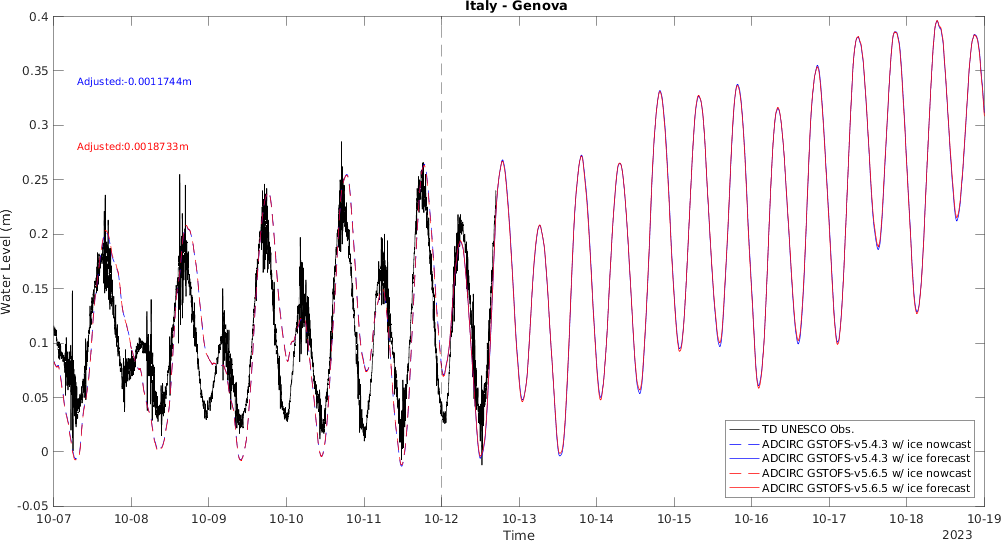 Italy - Genova
Adjusted:-0.0011744m
Adjusted:0.0018733m
Water Level (m)
0.4
0.35
0.3
0.25
0.2
0.15
0.1
0.05
0
-0.05
TD UNESCO Obs.
ADCIRC GSTOFS-v5.4.3 w/ ice nowcast
ADCIRC GSTOFS-v5.4.3 w/ ice forecast
ADCIRC GSTOFS-v5.6.5 w/ ice nowcast
ADCIRC GSTOFS-v5.6.5 w/ ice forecast
10-07 10-08 10-09 10-10 10-11 10-12 10-13 10-14 10-15 10-16 10-17 10-18 10-19
Time
2023